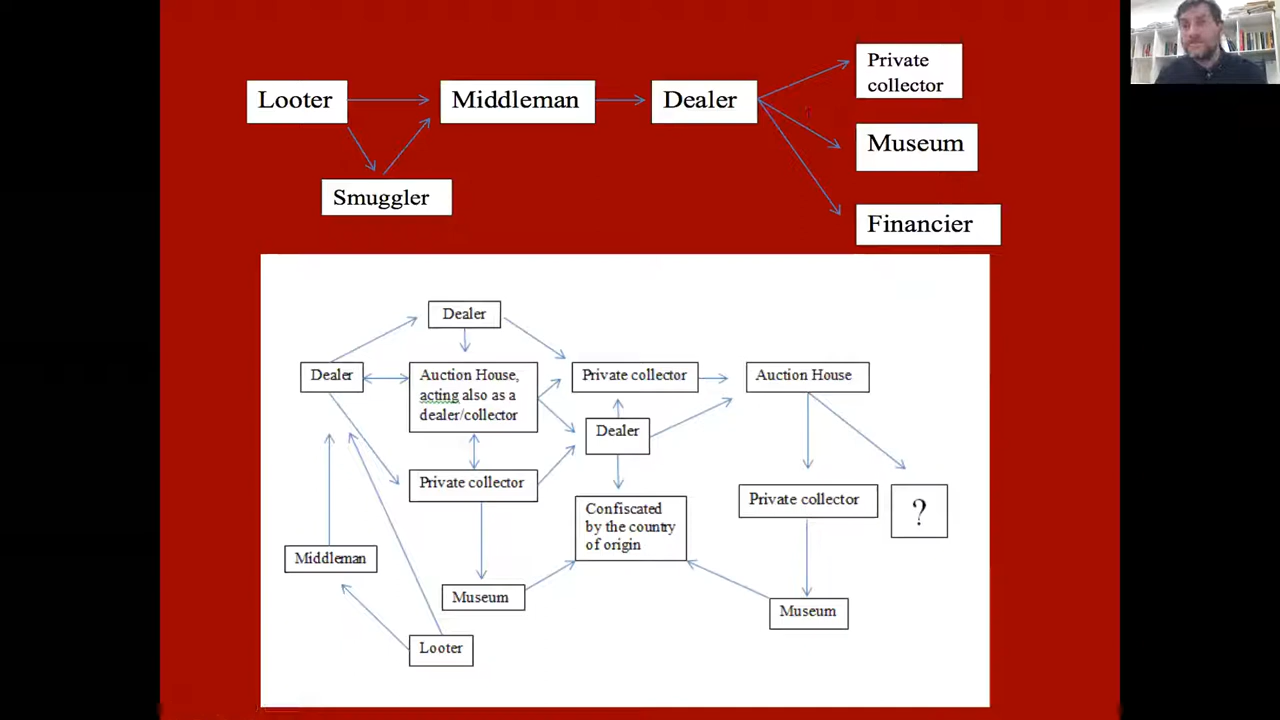 Looter
Middleman
Dealer
Private
collector
Museum
Smuggler
Financier
Dealer
Dealer
Auction House,
acting also as a
dealer/collector
Private collector
Auction House
Dealer
Private collector
Confiscated
by the country
of origin
Private collector
?
Middleman
Museum
Museum
Looter